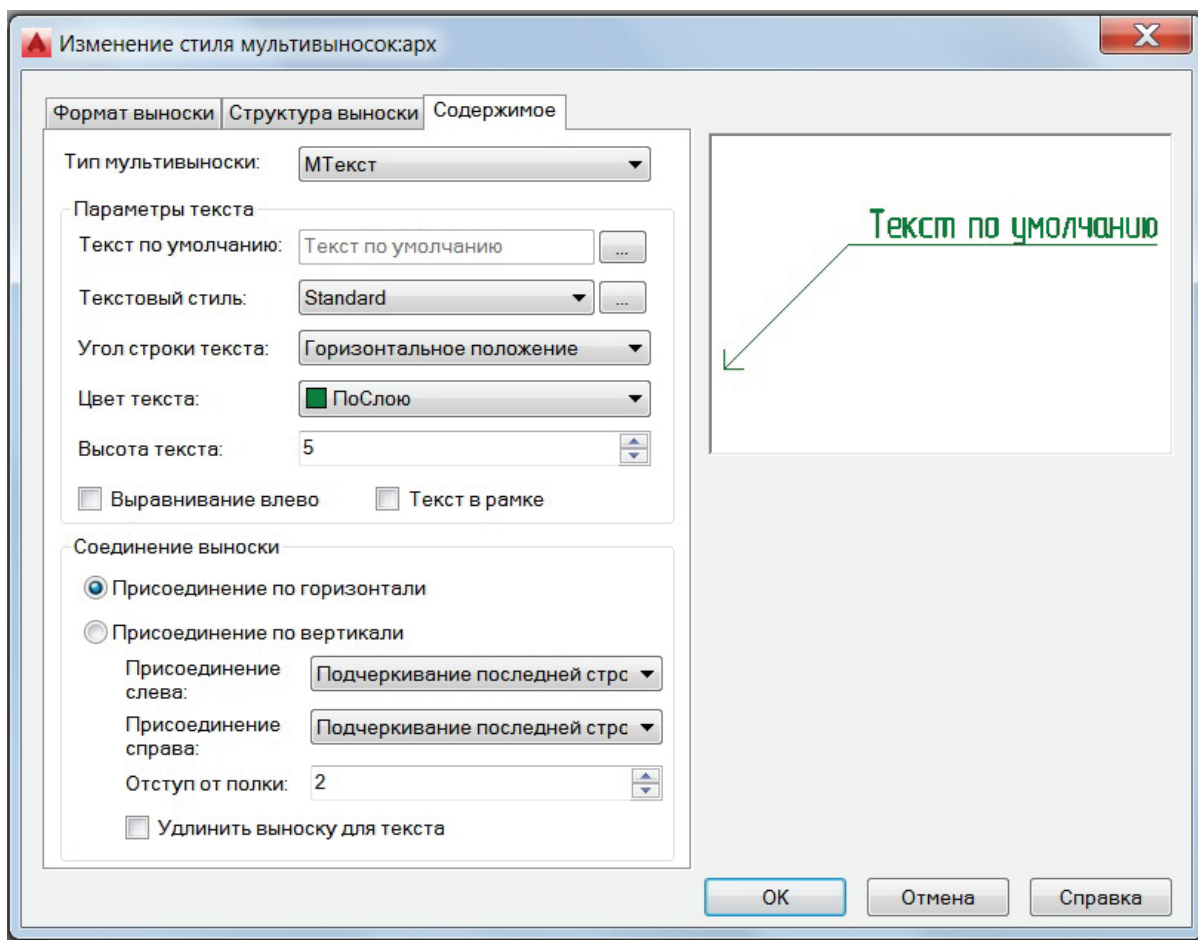 Изменение стиля мультивыносок:арх
Формат выноски Структура выноски Содержимое
Тип мультивыноски: МТекст
Параметры текста
Текст по умолчанию: Текст по умолчанию ...
Текстовый стиль: Standard ...
Угол строки текста: Горизонтальное положение
Цвет текста: ПоСлою
Высота текста: 5
Выравнивание влево Текст в рамке
Соединение выноски
Присоединение по горизонтали
Присоединение по вертикали
Присоединение
слева: Подчеркивание последней стрс
Присоединение
справа: Подчеркивание последней стрс
Отступ от полки: 2
Удлинить выноску для текста
Текст по умолчанию
OK Отмена Справка